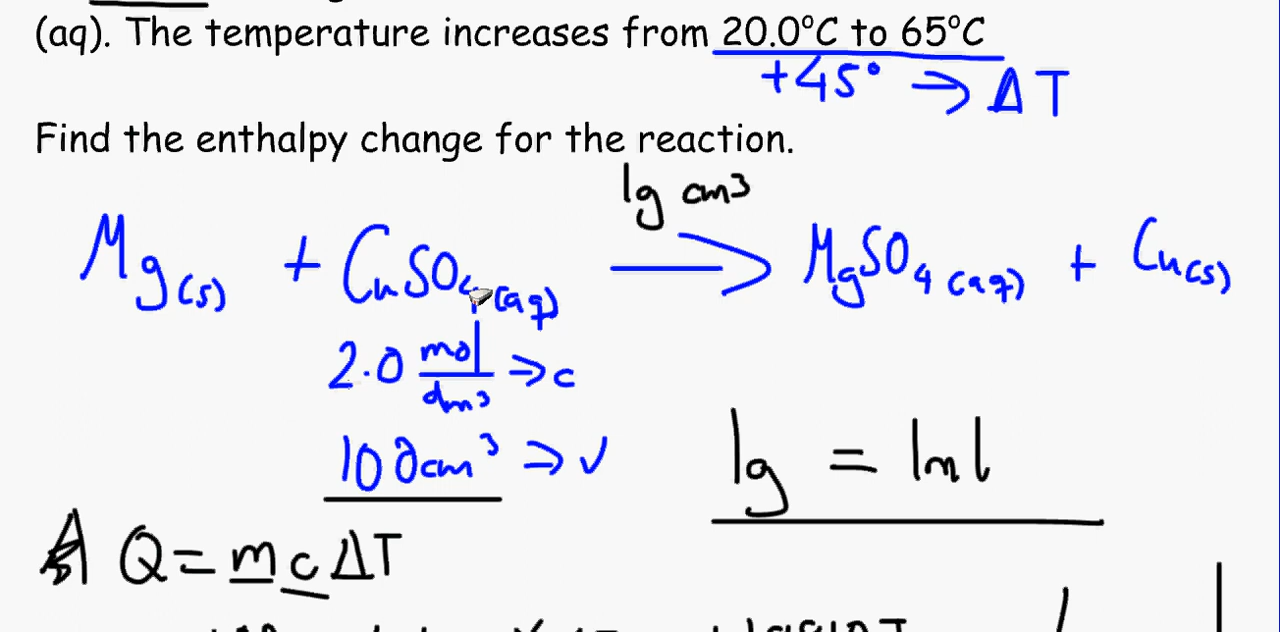 (aq). The temperature increases from 20.0°C to 65°C
+45° ⇒ ΔT
Find the enthalpy change for the reaction.
1g cm³
Mg(s) + CuSO₄(aq) → MgSO₄(aq) + Cu(s)
2.0 mol/dm³ ⇒ c
100cm³ ⇒ V
1g = 1ml
Q = mcΔT